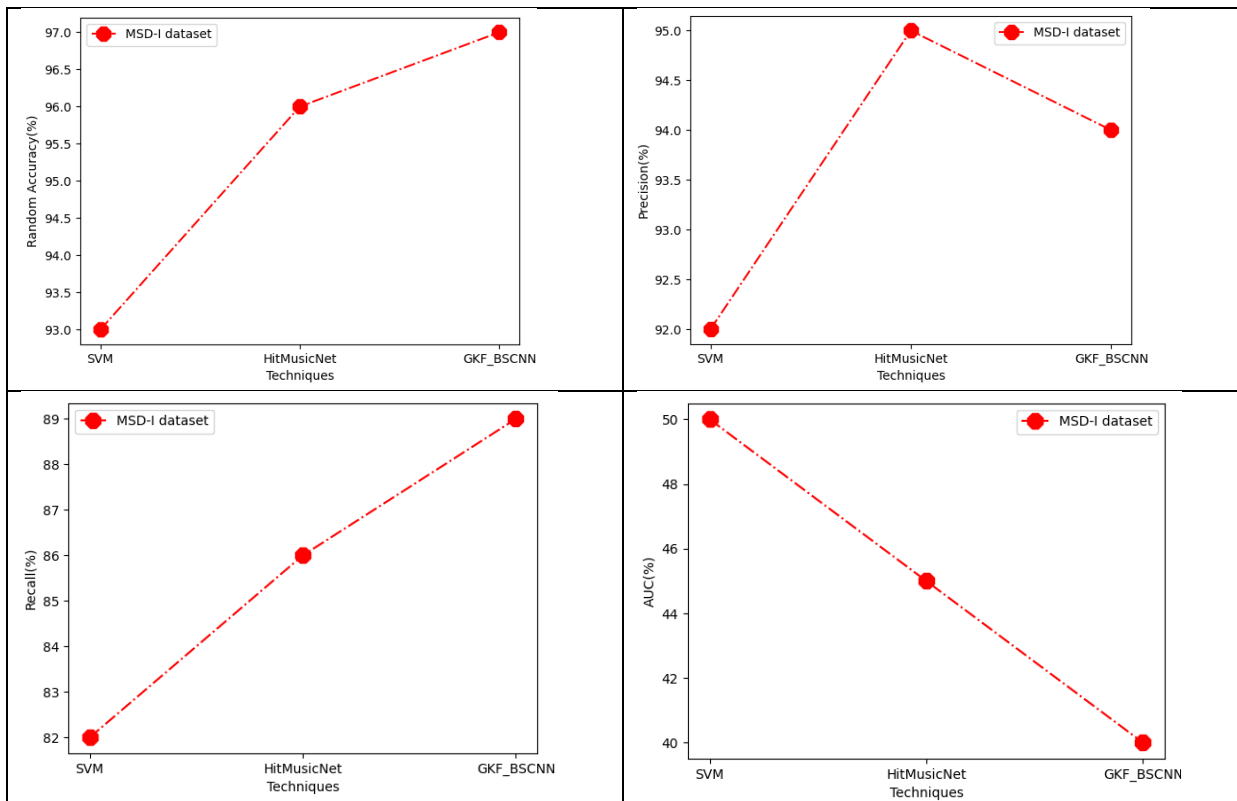 97.0
96.5
96.0
95.5
95.0
94.5
94.0
93.5
93.0
Random Accuracy(%)
MSD-I dataset
SVM HitMusicNet GKF_BSCNN
Techniques
95.0
94.5
94.0
93.5
93.0
92.5
92.0
Precision(%)
MSD-I dataset
SVM HitMusicNet GKF_BSCNN
Techniques
89
88
87
86
85
84
83
82
Recall(%)
MSD-I dataset
SVM HitMusicNet GKF_BSCNN
Techniques
50
48
46
44
42
40
AUC(%)
MSD-I dataset
SVM HitMusicNet GKF_BSCNN
Techniques